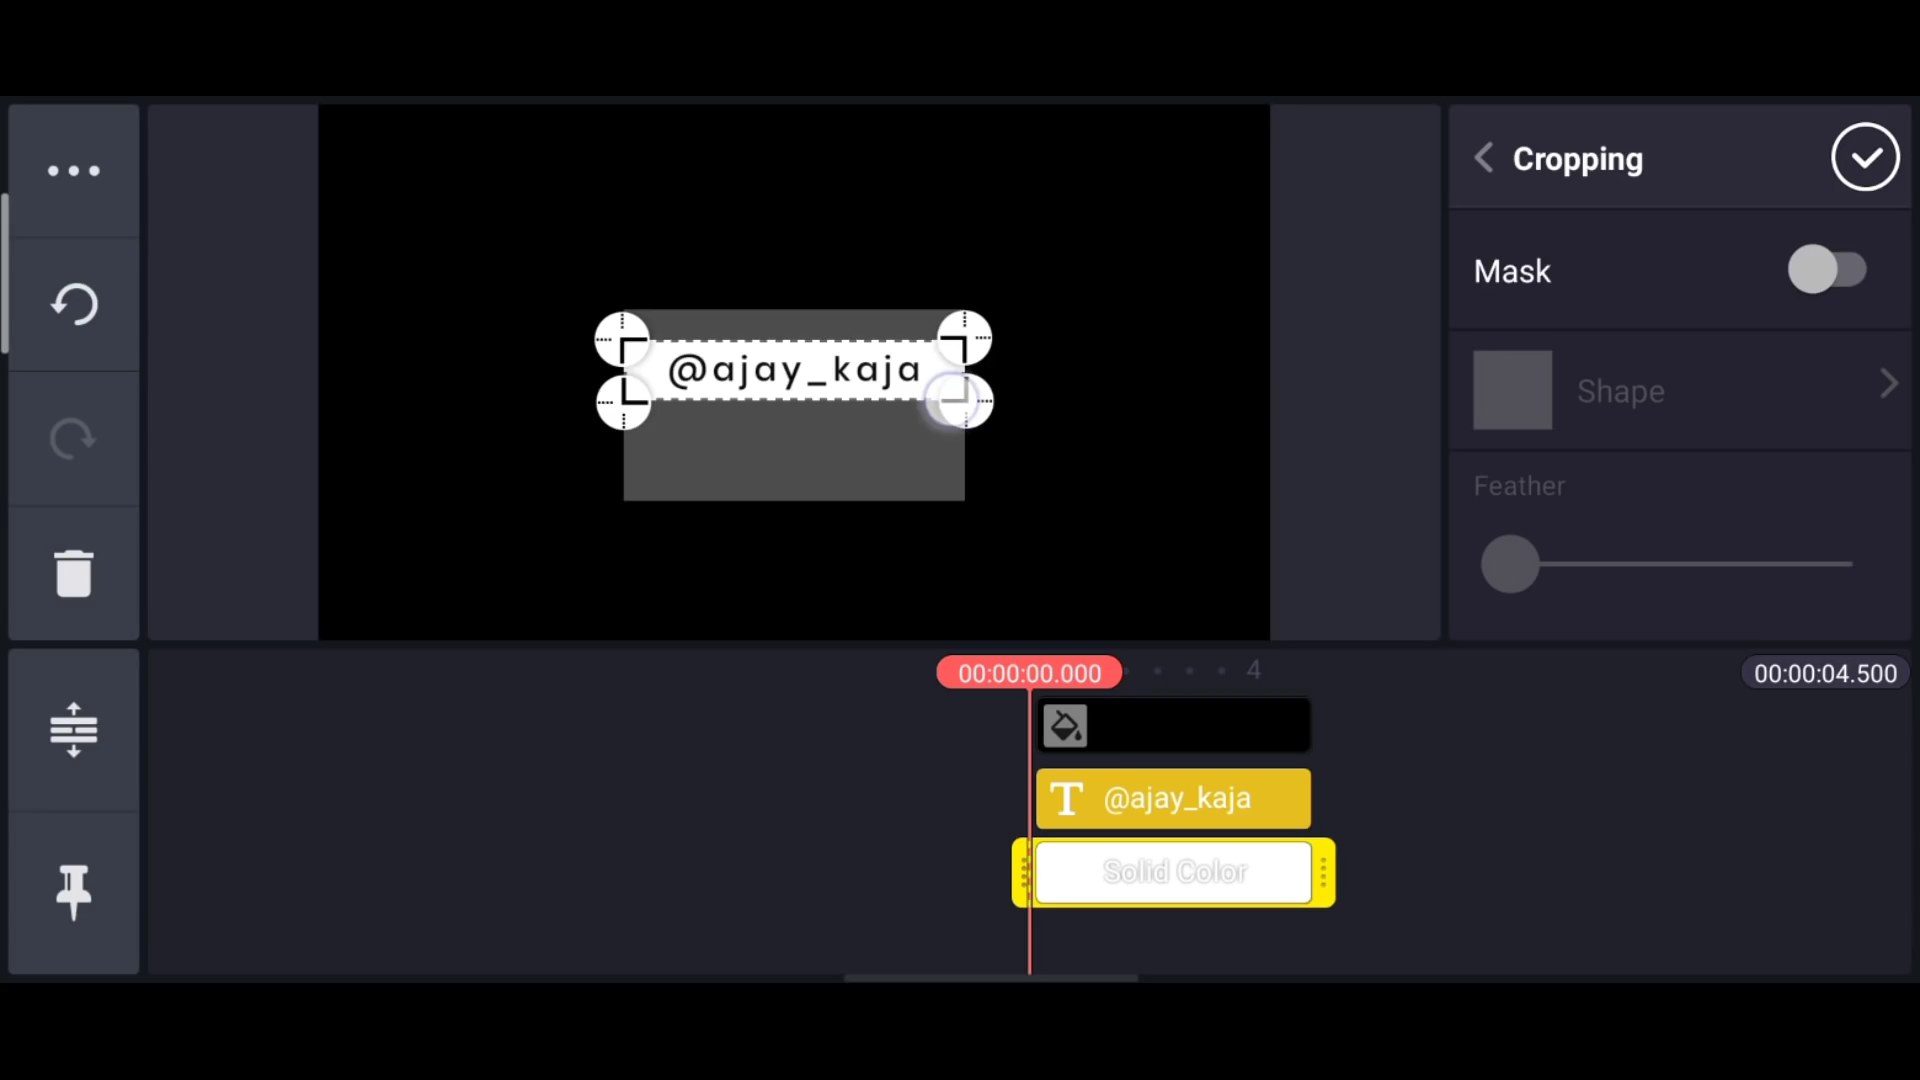 Cropping
Mask
@ajay_kaja
Shape
Feather
00:00:00.000
4
00:00:04.500
T @ajay_kaja
Solid Color